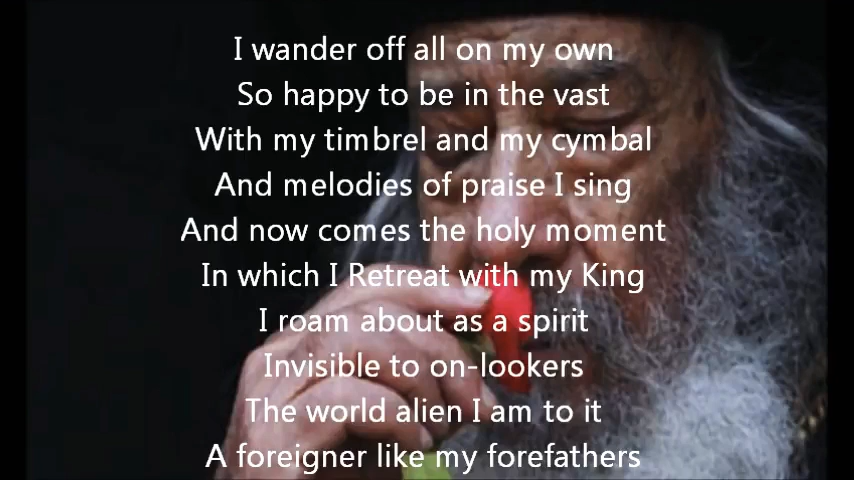 I wander off all on my own
So happy to be in the vast
With my timbrel and my cymbal
And melodies of praise I sing
And now comes the holy moment
In which I Retreat with my King
I roam about as a spirit
Invisible to on-lookers
The world alien I am to it
A foreigner like my forefathers